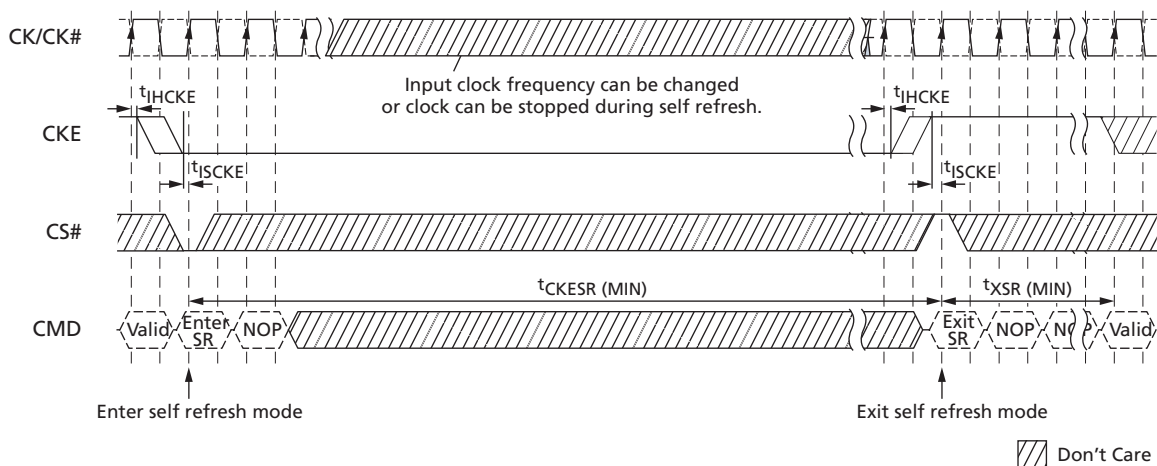 CK/CK#
Input clock frequency can be changed
or clock can be stopped during self refresh.
tIHCKE
tIHCKE
CKE
tISCKE
tISCKE
CS#
tCKESR (MIN)
tXSR (MIN)
CMD
Valid
Enter
SR
NOP
Exit
SR
NOP
NOP
Valid
Enter self refresh mode
Exit self refresh mode
Don't Care